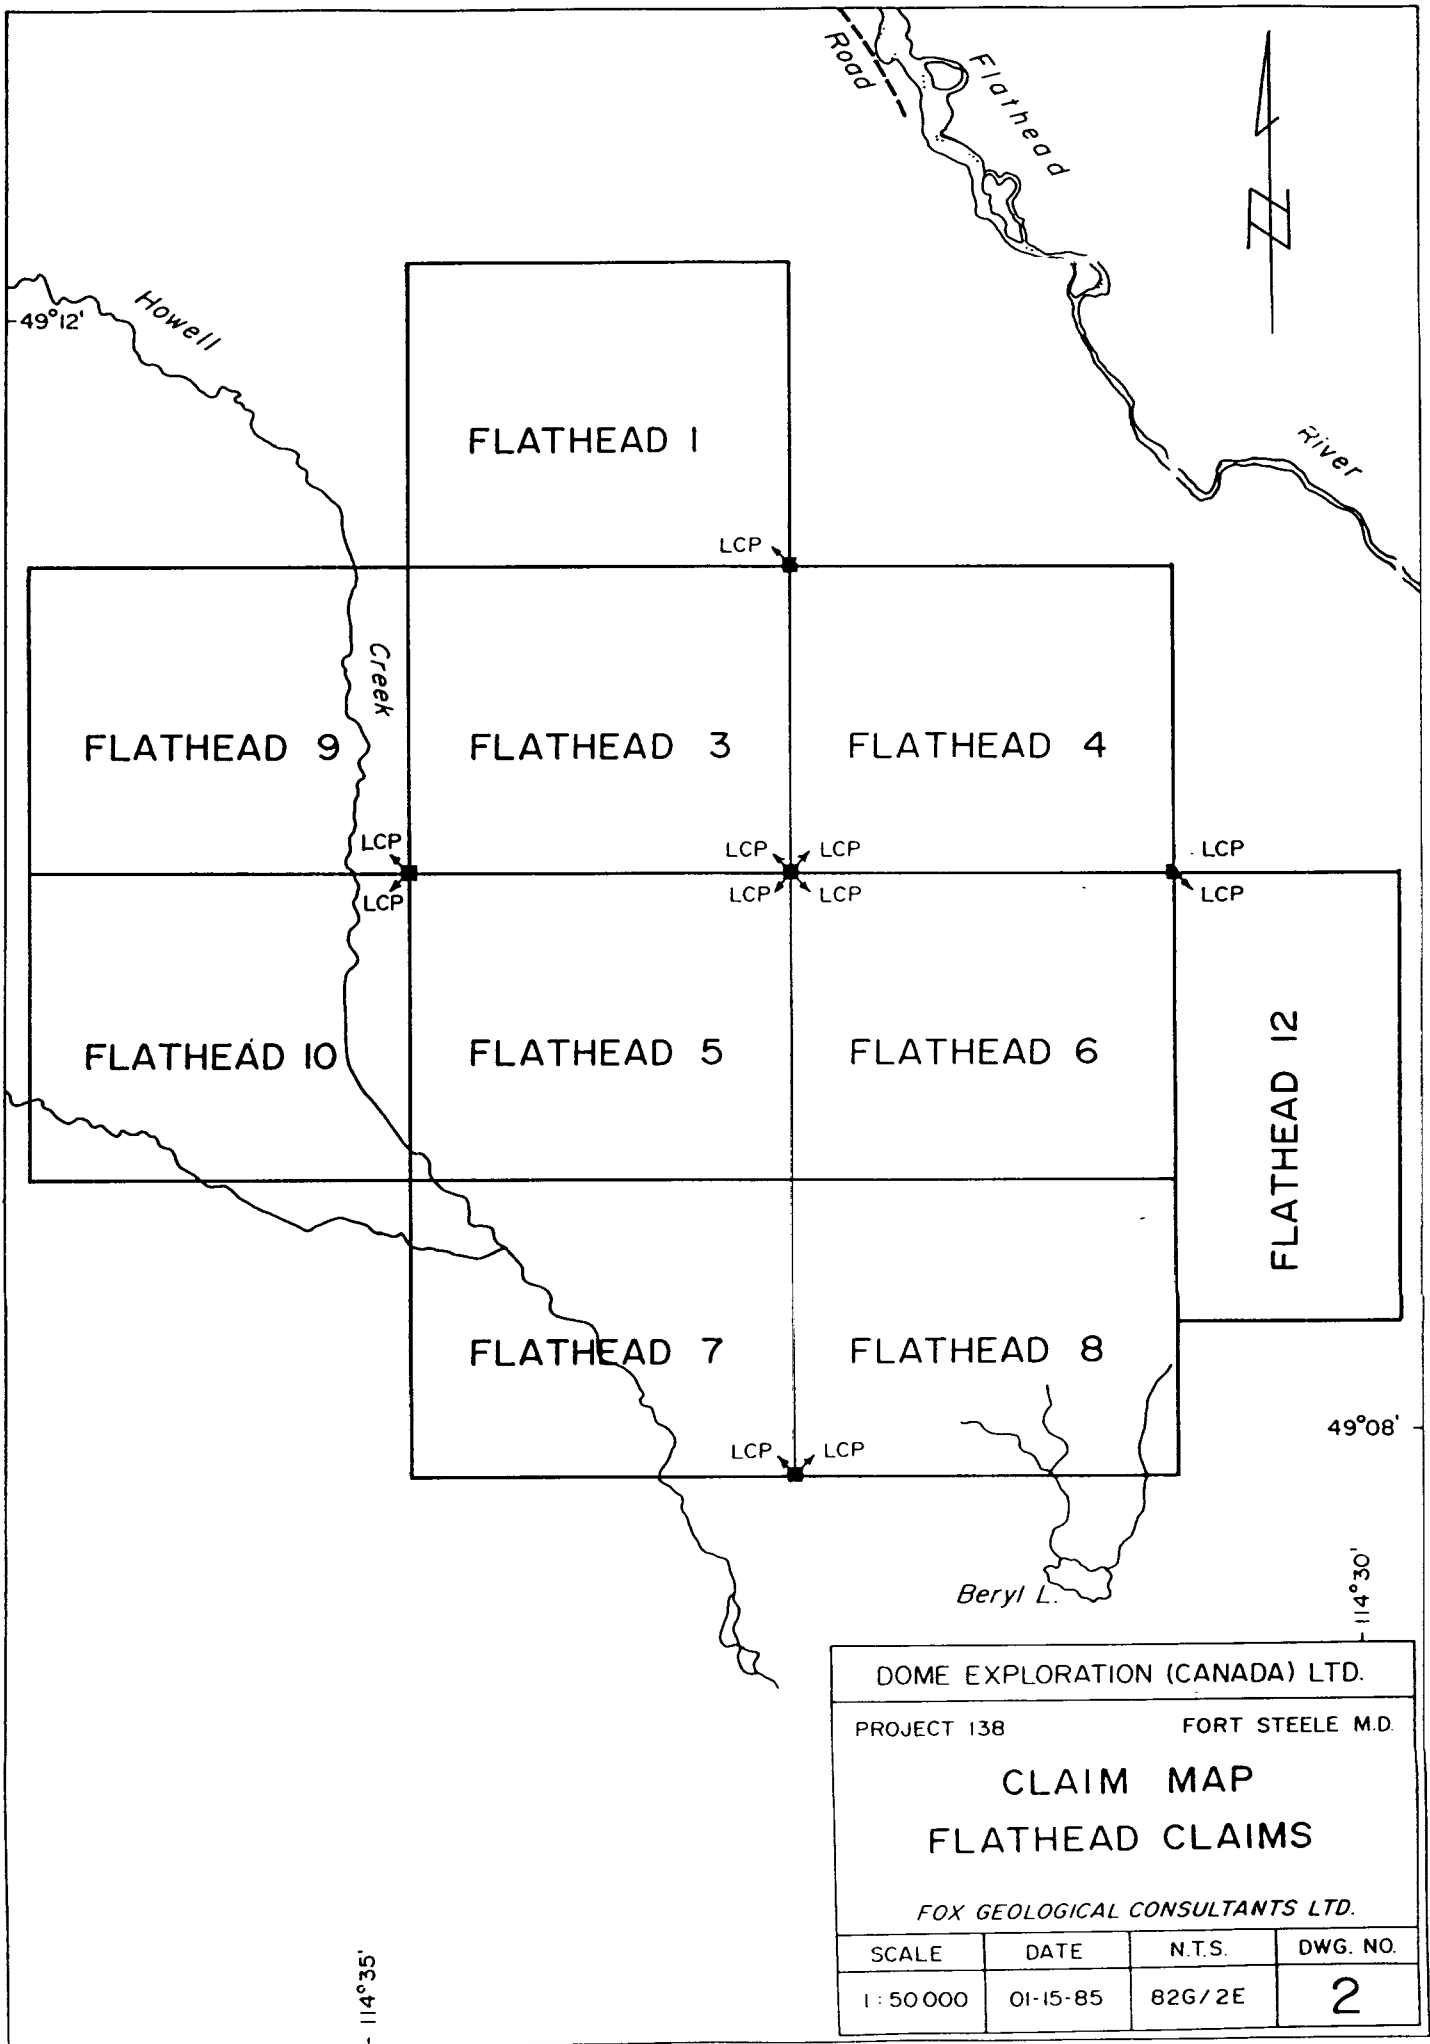 Road
Flathead
Howell
49°12'
River
FLATHEAD 1
LCP
Creek
FLATHEAD 9
FLATHEAD 3
FLATHEAD 4
LCP
LCP
LCP
LCP
LCP
LCP
LCP
LCP
FLATHEAD 10
FLATHEAD 5
FLATHEAD 6
FLATHEAD 12
FLATHEAD 7
FLATHEAD 8
49°08'
LCP
LCP
Beryl L.
114°30'
114°35'
DOME EXPLORATION (CANADA) LTD.
PROJECT 138
FORT STEELE M.D.
CLAIM MAP
FLATHEAD CLAIMS
FOX GEOLOGICAL CONSULTANTS LTD.
SCALE
DATE
N.T.S.
DWG. NO.
1:50000
01-15-85
82G/2E
2